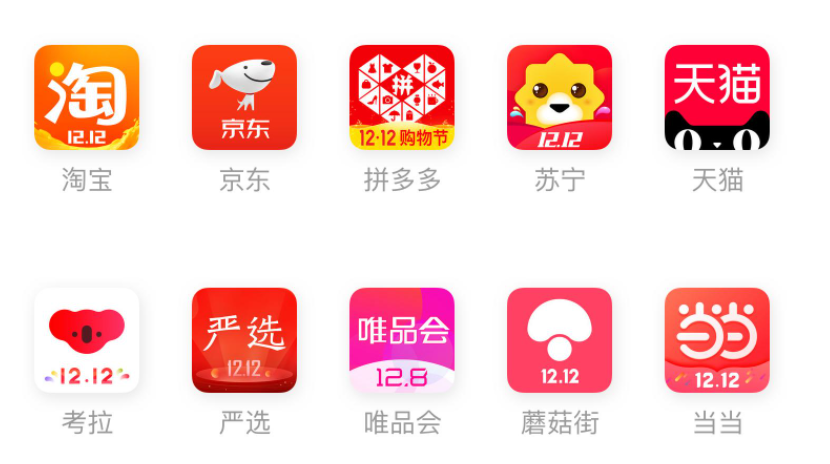 淘
12.12
淘宝
京东
京东
拼
12·12 购物节
拼多多
12.12
苏宁
天猫
天猫
12.12
考拉
严选
12.12
严选
唯品会
12.8
唯品会
12.12
蘑菇街
当当
12.12
当当